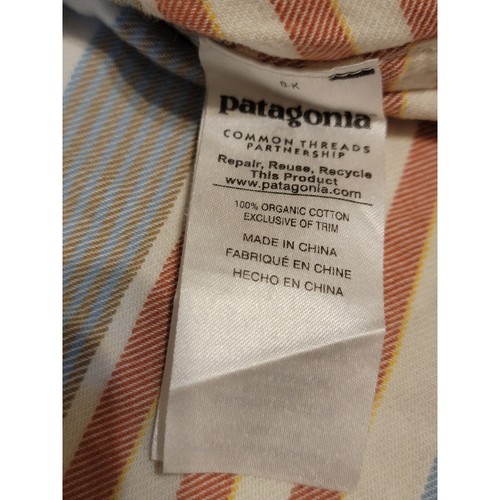 patagonia
COMMON THREADS
PARTNERSHIP
Repair, Reuse, Recycle
This Product
www.patagonia.com
100% ORGANIC COTTON
EXCLUSIVE OF TRIM
MADE IN CHINA
FABRIQUÉ EN CHINE
HECHO EN CHINA